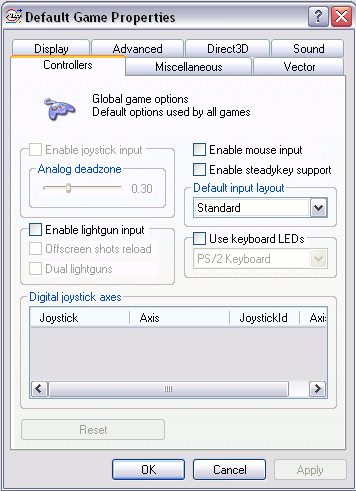 Default Game Properties
Display Advanced Direct3D Sound
Controllers Miscellaneous Vector
Global game options
Default options used by all games
Enable joystick input
Analog deadzone
0.30
Enable mouse input
Enable steadykey support
Default input layout
Standard
Enable lightgun input
Offscreen shots reload
Dual lightguns
Use keyboard LEDs
PS/2 Keyboard
Digital joystick axes
Joystick Axis JoystickId Axi
Reset
OK Cancel Apply